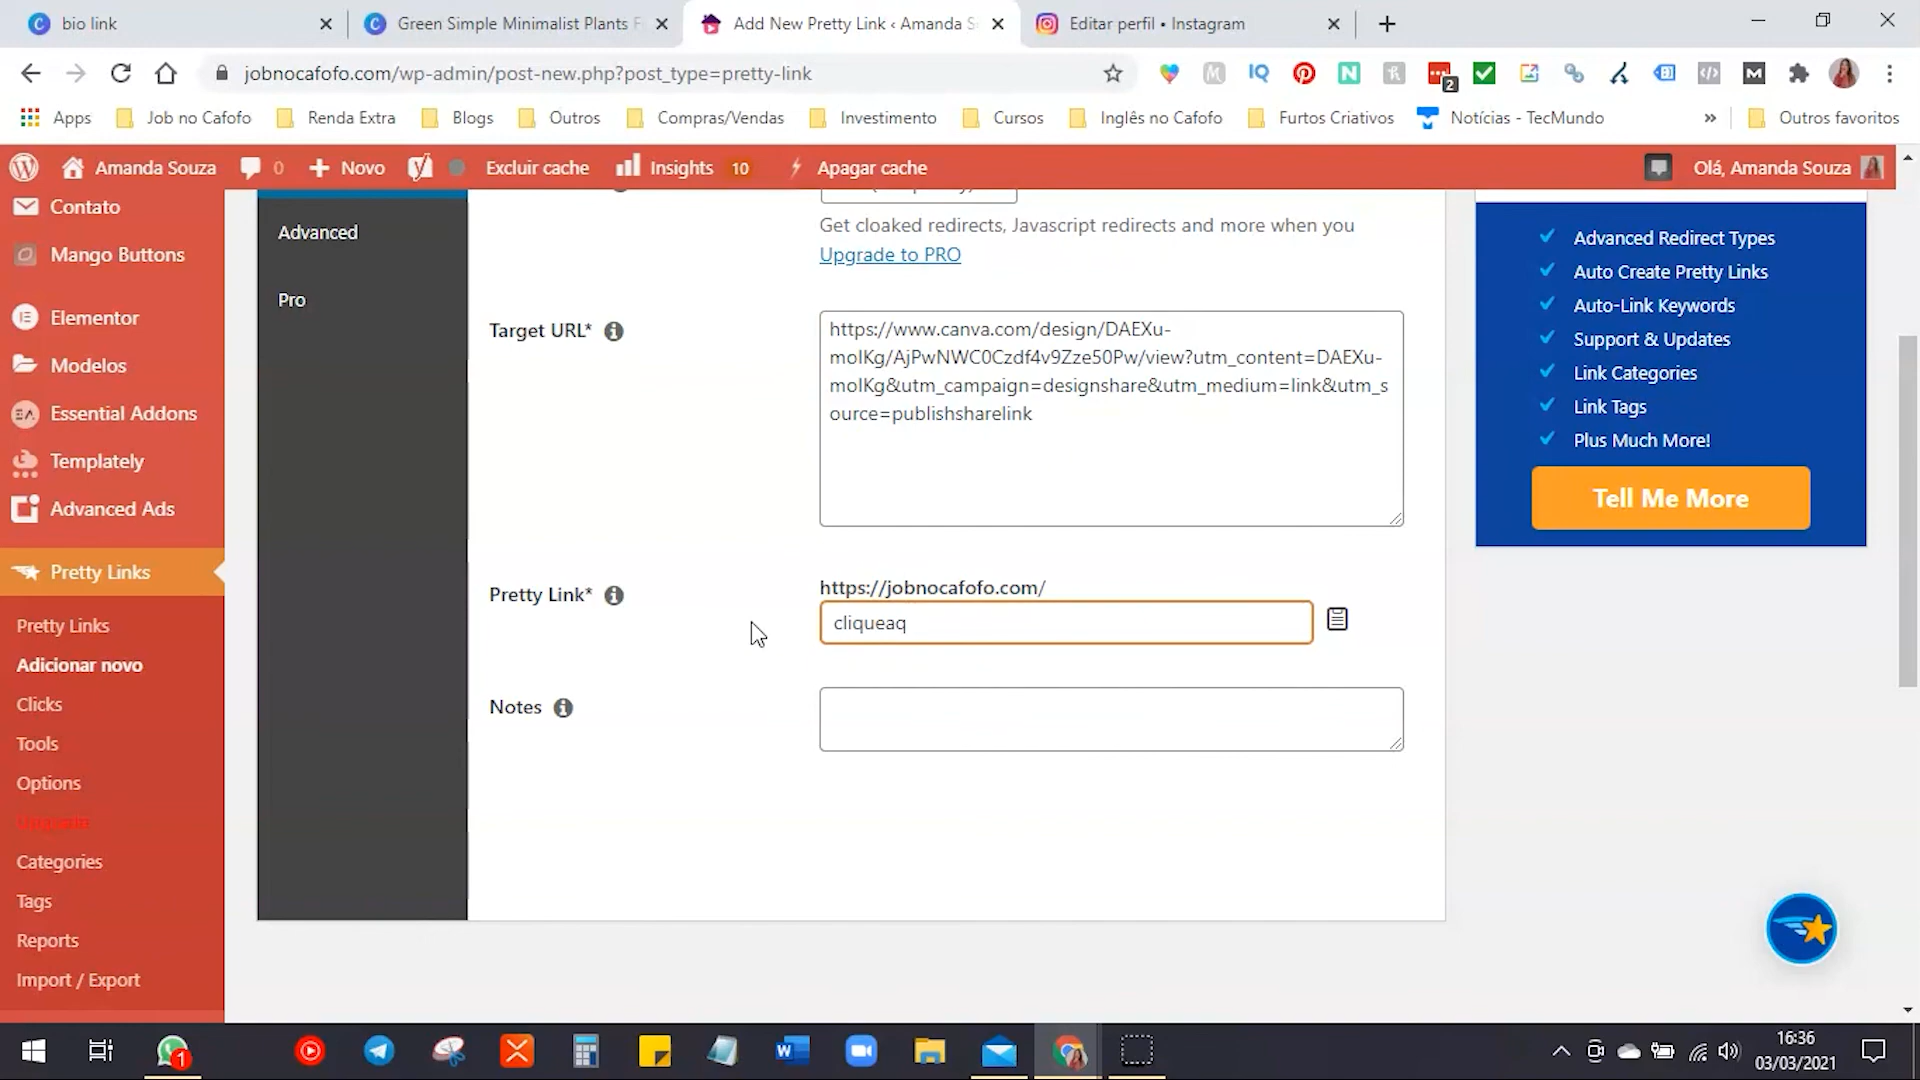 bio link
Green Simple Minimalist Plants F
Add New Pretty Link ‹ Amanda S
Editar perfil • Instagram
jobnocafofo.com/wp-admin/post-new.php?post_type=pretty-link
2
Apps
Job no Cafofo
Renda Extra
Blogs
Outros
Compras/Vendas
Investimento
Cursos
Inglês no Cafofo
Furtos Criativos
Notícias - TecMundo
»
Outros favoritos
Amanda Souza
0
Novo
Excluir cache
Insights 10
Apagar cache
Olá, Amanda Souza
Contato
Mango Buttons
Elementor
Modelos
Essential Addons
Templately
Advanced Ads
Pretty Links
Pretty Links
Adicionar novo
Clicks
Tools
Options
Categories
Tags
Reports
Import / Export
Advanced
Pro
Get cloaked redirects, Javascript redirects and more when you
Upgrade to PRO
Target URL*
https://www.canva.com/design/DAEXu-
molKg/AjPwNWC0Czdf4v9Zze50Pw/view?utm_content=DAEXu-
molKg&utm_campaign=designshare&utm_medium=link&utm_s
ource=publishsharelink
Pretty Link*
https://jobnocafofo.com/
cliqueaq
Notes
Advanced Redirect Types
Auto Create Pretty Links
Auto-Link Keywords
Support & Updates
Link Categories
Link Tags
Plus Much More!
Tell Me More
1
16:36
03/03/2021